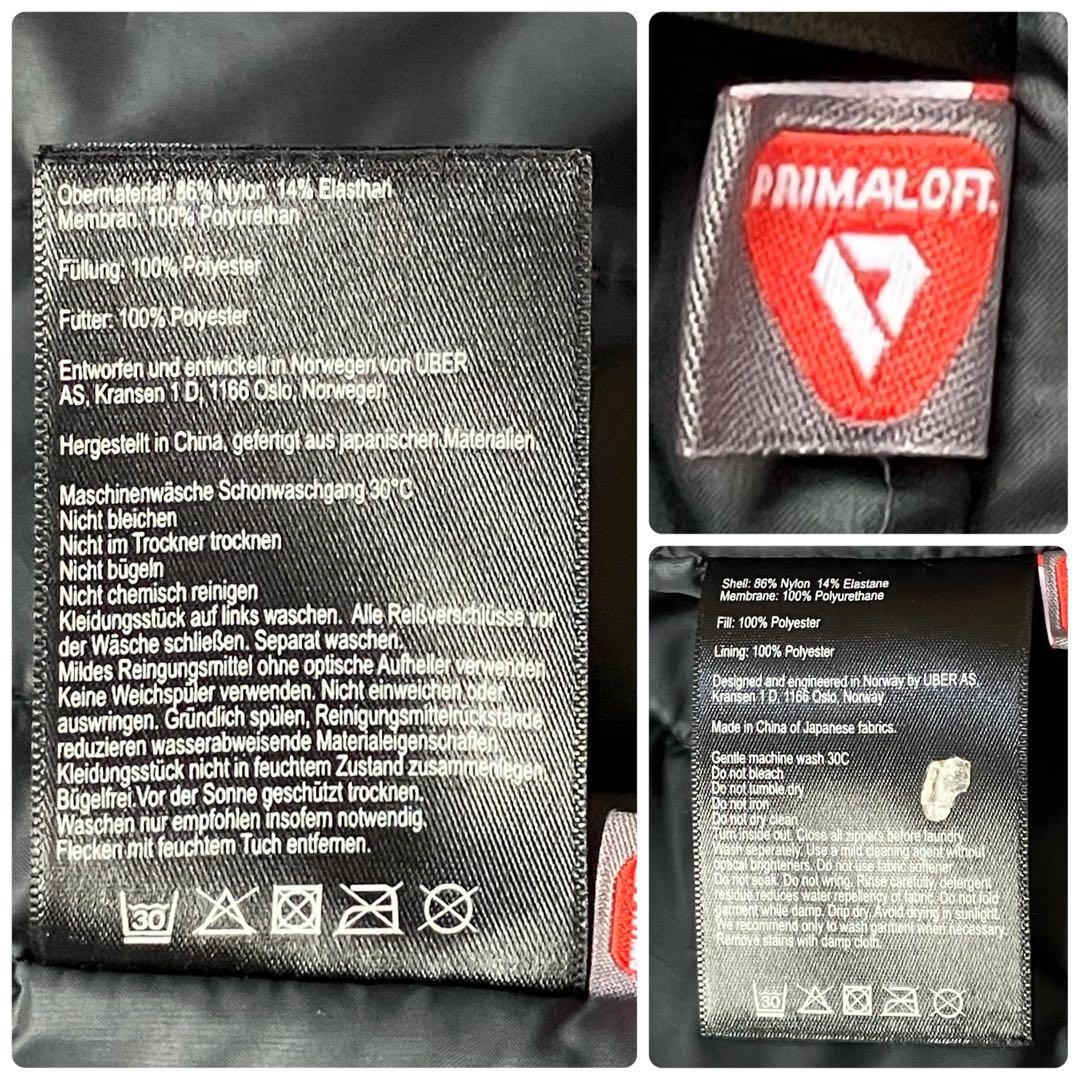 Obermaterial: 86% Nylon 14% Elasthan
Membran: 100% Polyurethan
Füllung: 100% Polyester
Futter: 100% Polyester
Entworfen und entwickelt in Norwegen von UBER
AS, Kransen 1 D, 1166 Oslo, Norwegen
Hergestellt in China, gefertigt aus japanischen Materialien.
Maschinenwäsche Schonwaschgang 30°C
Nicht bleichen
Nicht im Trockner trocknen
Nicht bügeln
Nicht chemisch reinigen
Kleidungsstück auf links waschen. Alle Reißverschlüsse vor
der Wäsche schließen. Separat waschen.
Mildes Reingungsmittel ohne optische Aufheller verwenden
Keine Weichspüler verwenden. Nicht einweichen oder
auswringen. Gründlich spülen, Reinigungsmittelrückstände
reduzieren wasserabweisende Materialeigenschaften.
Kleidungsstück nicht in feuchtem Zustand zusammenlegen.
Bügelfrei.Vor der Sonne geschützt trocknen.
Waschen nur empfohlen insofern notwendig.
Flecken mit feuchtem Tuch entfernen.
30
PRIMALOFT.
Shell: 86% Nylon 14% Elastane
Membrane: 100% Polyurethane
Fill: 100% Polyester
Lining: 100% Polyester
Designed and engineered in Norway by UBER AS,
Kransen 1 D, 1166 Oslo, Norway
Made in China of Japanese fabrics.
Gentle machine wash 30C
Do not bleach
Do not tumble dry
Do not iron
Do not dry clean
Turn inside out. Close all zippers before laundry.
Wash seperately. Use a mild cleaning agent without
optical brighteners. Do not use fabric softener.
Do not soak. Do not wring. Rinse carefully, detergent
residue reduces water repellency of fabric. Do not fold
garment while damp. Drip dry. Avoid drying in sunlight.
We recommend only to wash garment when necessary.
Remove stains with damp cloth.
30